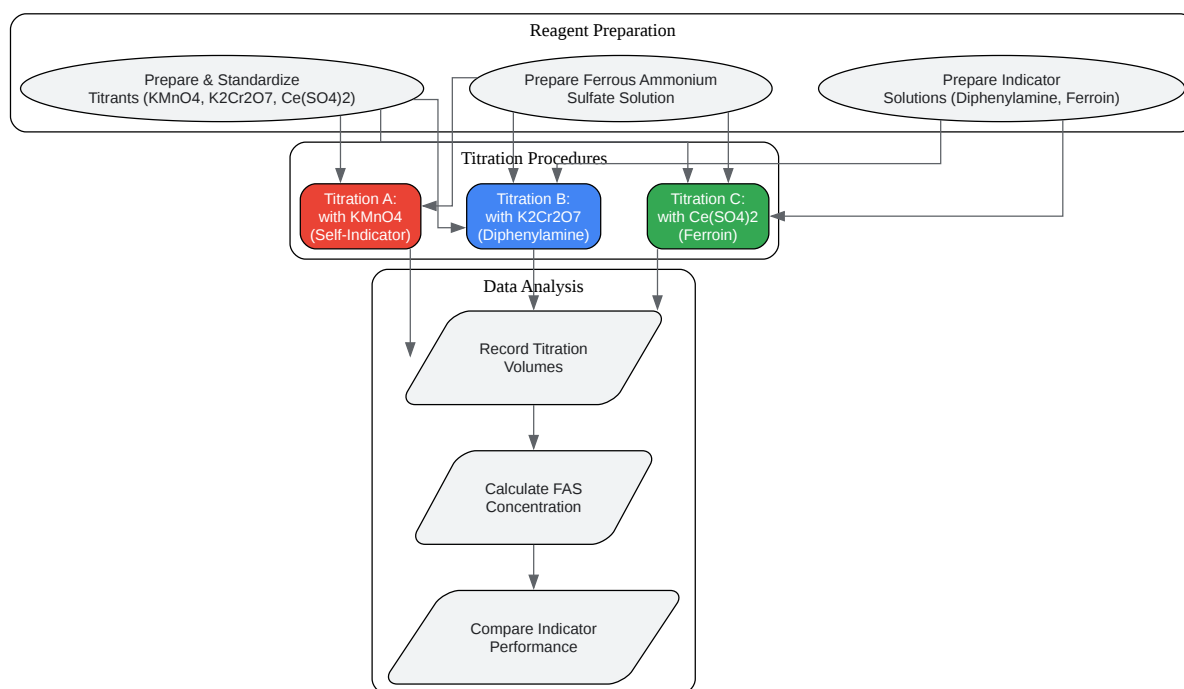 Reagent Preparation
Prepare & Standardize
Titrants (KMnO4, K2Cr2O7, Ce(SO4)2)
Prepare Ferrous Ammonium
Sulfate Solution
Prepare Indicator
Solutions (Diphenylamine, Ferroin)
Titration Procedures
Titration A:
with KMnO4
(Self-Indicator)
Titration B:
with K2Cr2O7
(Diphenylamine)
Titration C:
with Ce(SO4)2
(Ferroin)
Data Analysis
Record Titration
Volumes
Calculate FAS
Concentration
Compare Indicator
Performance